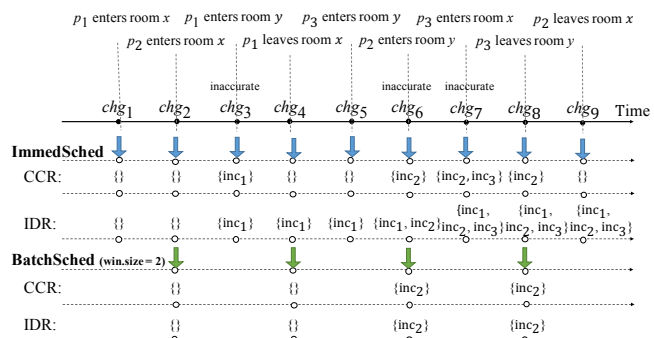 p₁ enters room x p₁ enters room y p₃ enters room y p₃ enters room x p₂ leaves room x
p₂ enters room x p₁ leaves room x p₂ enters room y p₃ leaves room y
inaccurate inaccurate inaccurate
chg₁ chg₂ chg₃ chg₄ chg₅ chg₆ chg₇ chg₈ chg₉ Time
ImmedSched
CCR: {} {} {inc₁} {} {} {inc₂} {inc₂, inc₃} {inc₂} {}
IDR: {} {} {inc₁} {inc₁} {inc₁} {inc₁, inc₂} {inc₁, inc₂, inc₃} {inc₁, inc₂, inc₃} {inc₁, inc₂, inc₃}
BatchSched (win.size = 2)
CCR: {} {} {inc₂} {inc₂}
IDR: {} {} {inc₂} {inc₂}